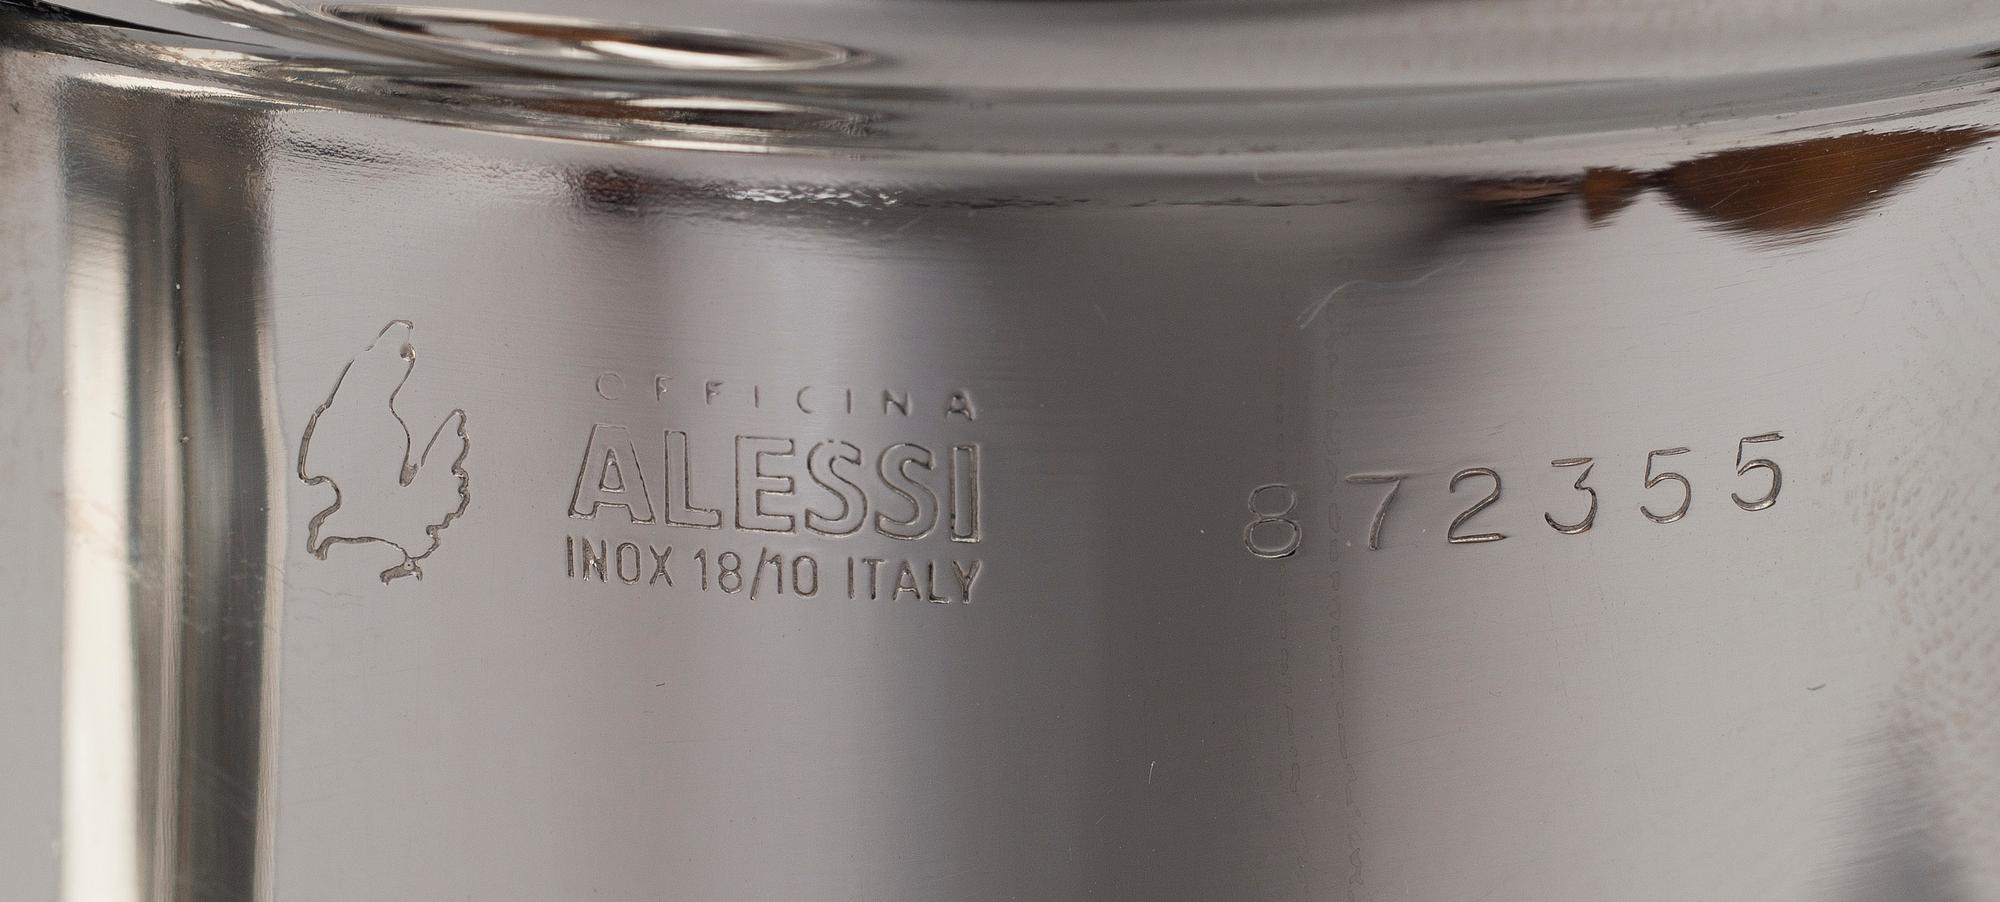 OFFICINA
ALESSI
INOX 18/10 ITALY
872355